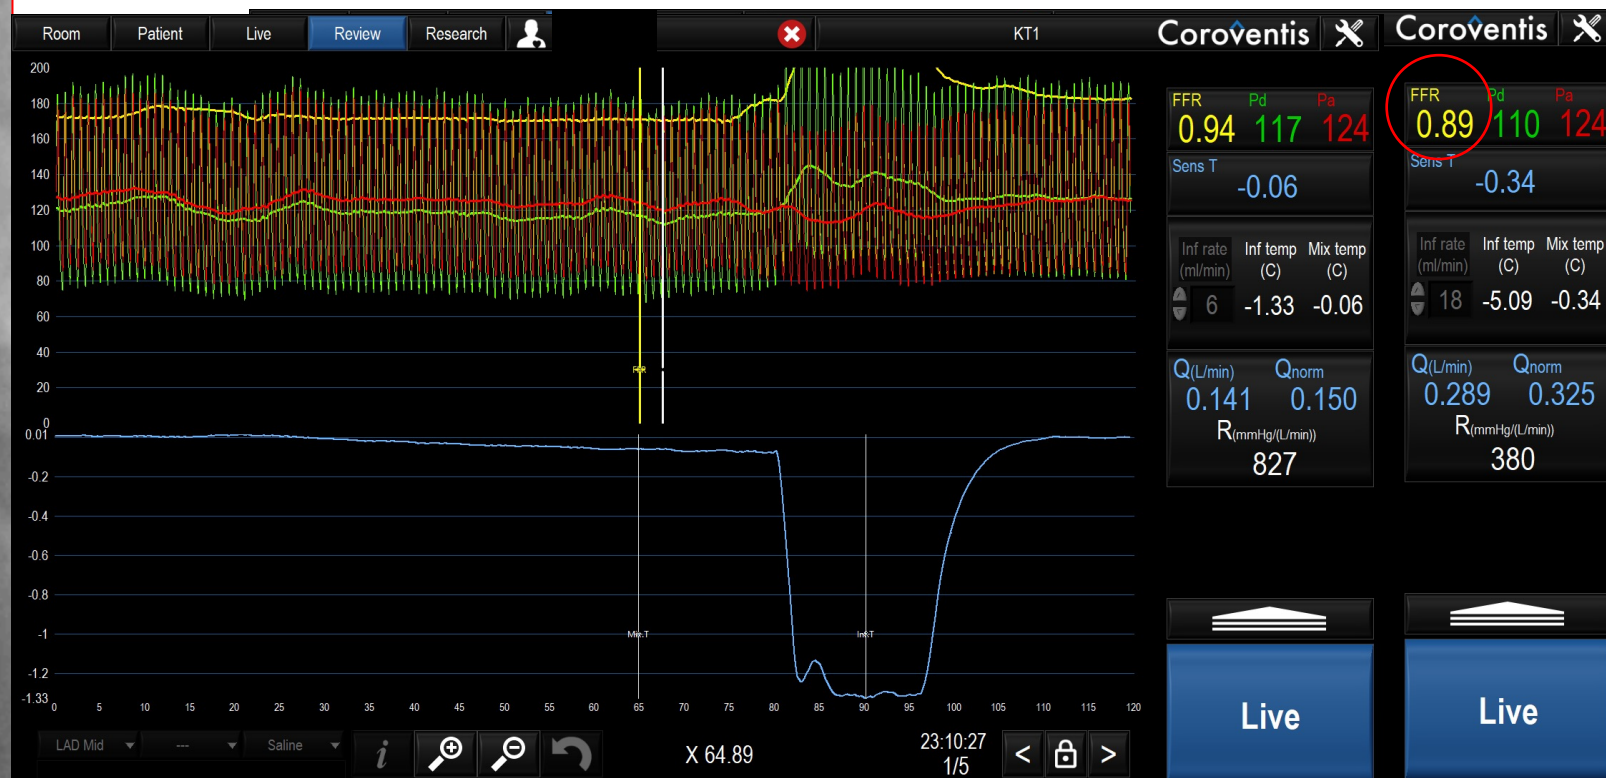 Room Patient Live Review Research KT1 Coroventis Coroventis
200
180
160
140
120
100
80
60
40
20
0
0.01
-0.2
-0.4
-0.6
-0.8
-1
-1.2
-1.33
FFR
Mix.T
Inf.T
0 5 10 15 20 25 30 35 40 45 50 55 60 65 70 75 80 85 90 95 100 105 110 115 120
LAD Mid --- Saline i X 64.89 23:10:27 < >
1/5
FFR Pd Pa
0.94 117 124
Sens T
-0.06
Inf rate Inf temp Mix temp
(ml/min) (C) (C)
6 -1.33 -0.06
Q(L/min) Qnorm
0.141 0.150
R(mmHg/(L/min))
827
Live
FFR Pd Pa
0.89 110 124
Sens T
-0.34
Inf rate Inf temp Mix temp
(ml/min) (C) (C)
18 -5.09 -0.34
Q(L/min) Qnorm
0.289 0.325
R(mmHg/(L/min))
380
Live